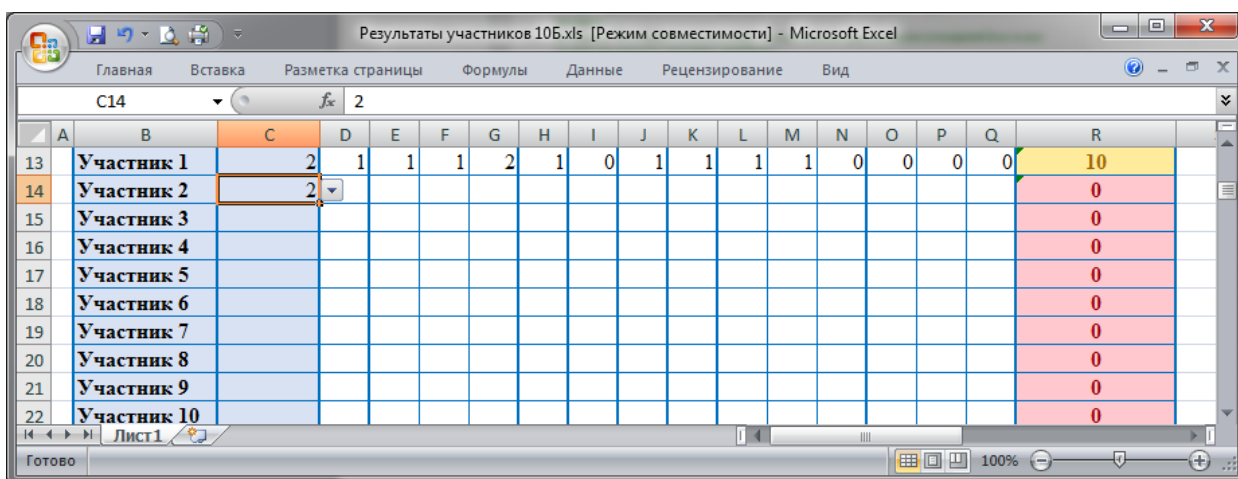 Результаты участников 10Б.xls [Режим совместимости] - Microsoft Excel
Главная Вставка Разметка страницы Формулы Данные Рецензирование Вид
C14 fx 2
A B C D E F G H I J K L M N O P Q R
13 Участник 1 2 1 1 1 2 1 0 1 1 1 1 0 0 0 0 10
14 Участник 2 2 0
15 Участник 3 0
16 Участник 4 0
17 Участник 5 0
18 Участник 6 0
19 Участник 7 0
20 Участник 8 0
21 Участник 9 0
22 Участник 10 0
Лист1
Готово 100%